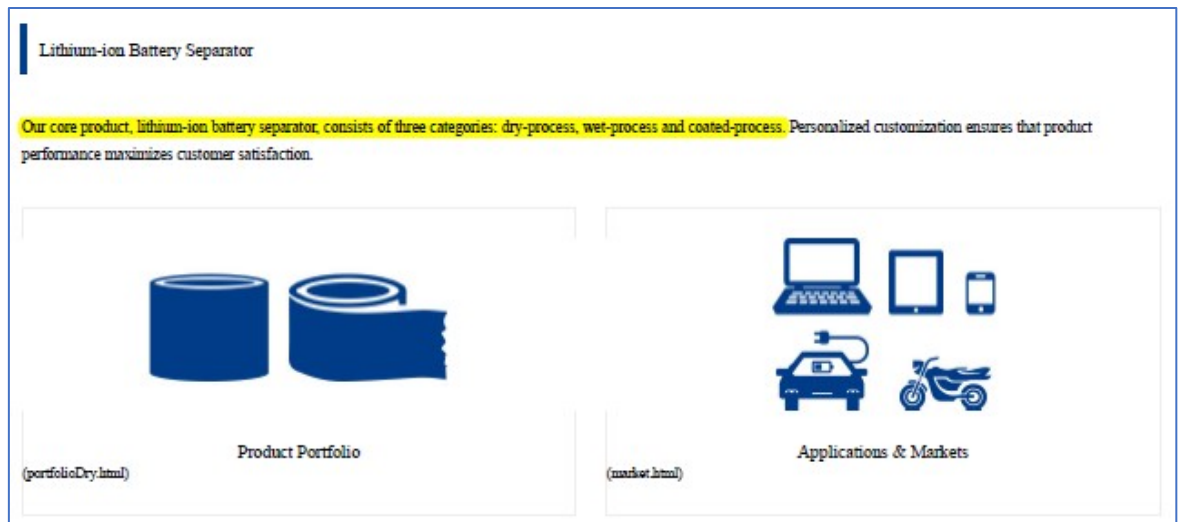 Lithium-ion Battery Separator
Our core product, lithium-ion battery separator, consists of three categories: dry-process, wet-process and coated-process. Personalized customization ensures that product
performance maximizes customer satisfaction.
Product Portfolio
(portfolioDry.html)
Applications & Markets
(market.html)